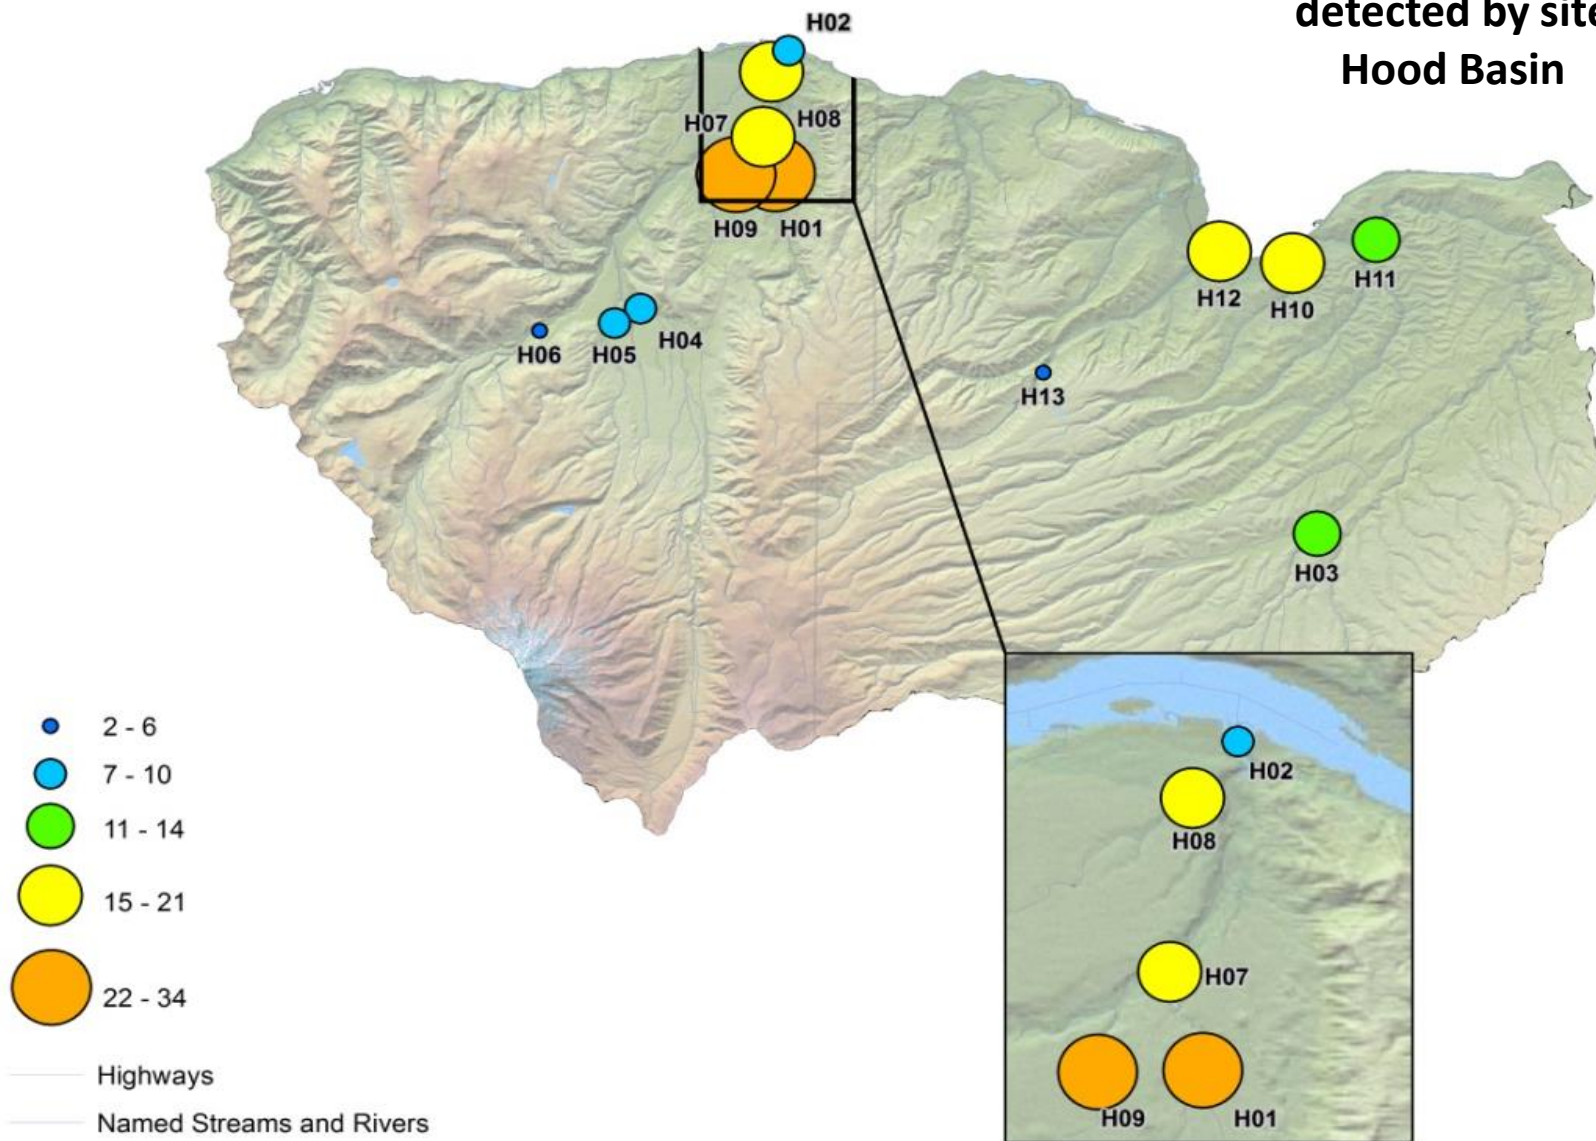 detected by site
Hood Basin
H02
H07
H08
H09
H01
H12
H10
H11
H06
H05
H04
H13
H03
2 - 6
7 - 10
11 - 14
15 - 21
22 - 34
Highways
Named Streams and Rivers
H02
H08
H07
H09
H01